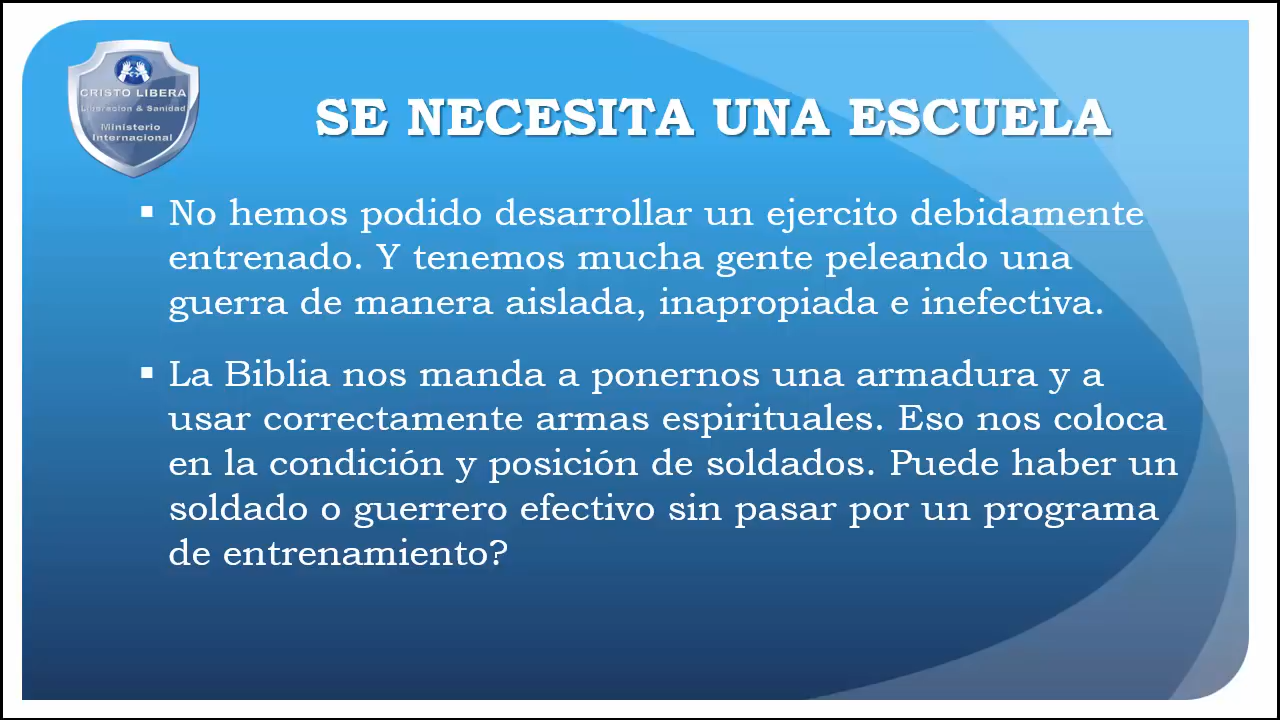 CRISTO LIBERA
Liberación & Sanidad
Ministerio
Internacional
SE NECESITA UNA ESCUELA
▪ No hemos podido desarrollar un ejercito debidamente
entrenado. Y tenemos mucha gente peleando una
guerra de manera aislada, inapropiada e inefectiva.
▪ La Biblia nos manda a ponernos una armadura y a
usar correctamente armas espirituales. Eso nos coloca
en la condición y posición de soldados. Puede haber un
soldado o guerrero efectivo sin pasar por un programa
de entrenamiento?